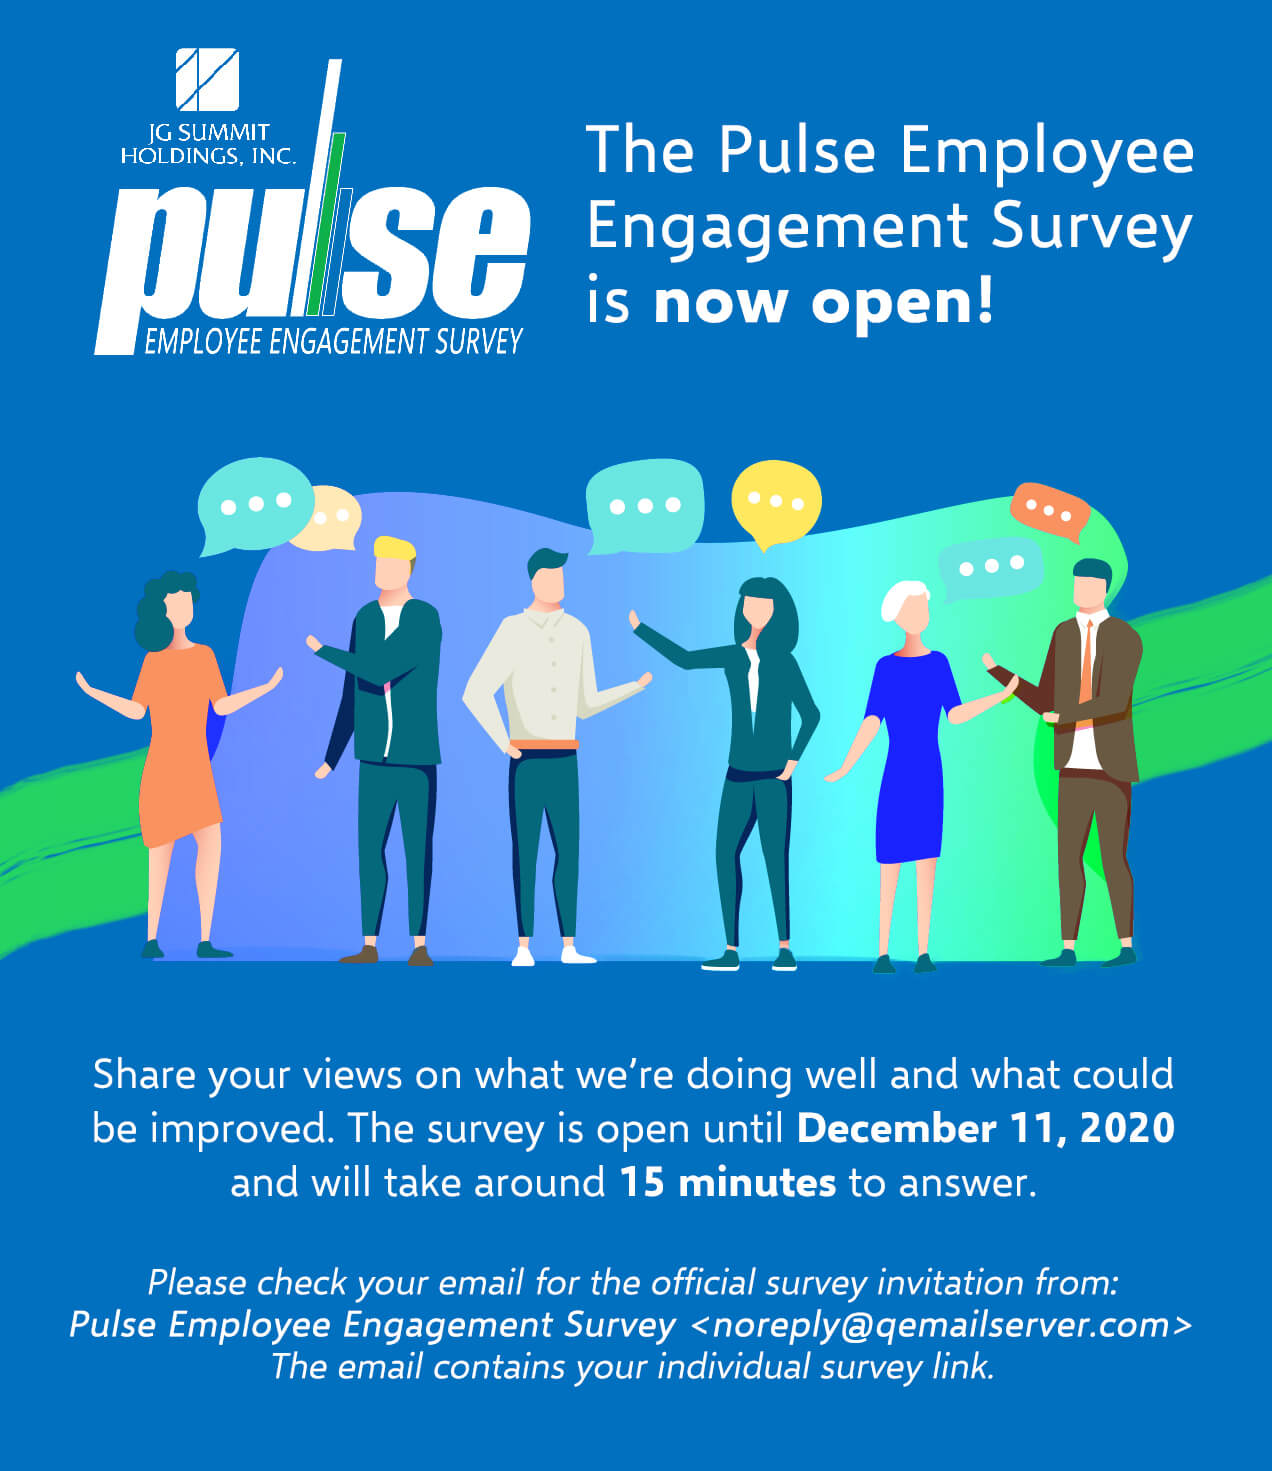 JG SUMMIT
HOLDINGS, INC.
pulse
EMPLOYEE ENGAGEMENT SURVEY
The Pulse Employee
Engagement Survey
is now open!
Share your views on what we're doing well and what could
be improved. The survey is open until December 11, 2020
and will take around 15 minutes to answer.
Please check your email for the official survey invitation from:
Pulse Employee Engagement Survey <noreply@qemailserver.com>
The email contains your individual survey link.